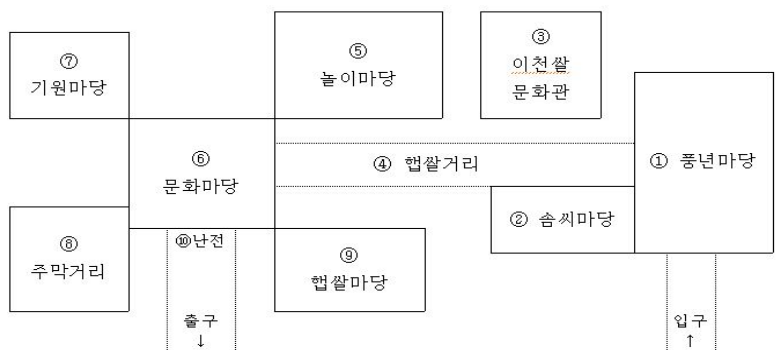 ⑦
기원마당
⑤
놀이마당
③
이천쌀
문화관
⑥
문화마당
④ 햅쌀거리
① 풍년마당
② 솜씨마당
⑧
주막거리
⑩난전
⑨
햅쌀마당
출구
↓
입구
↑